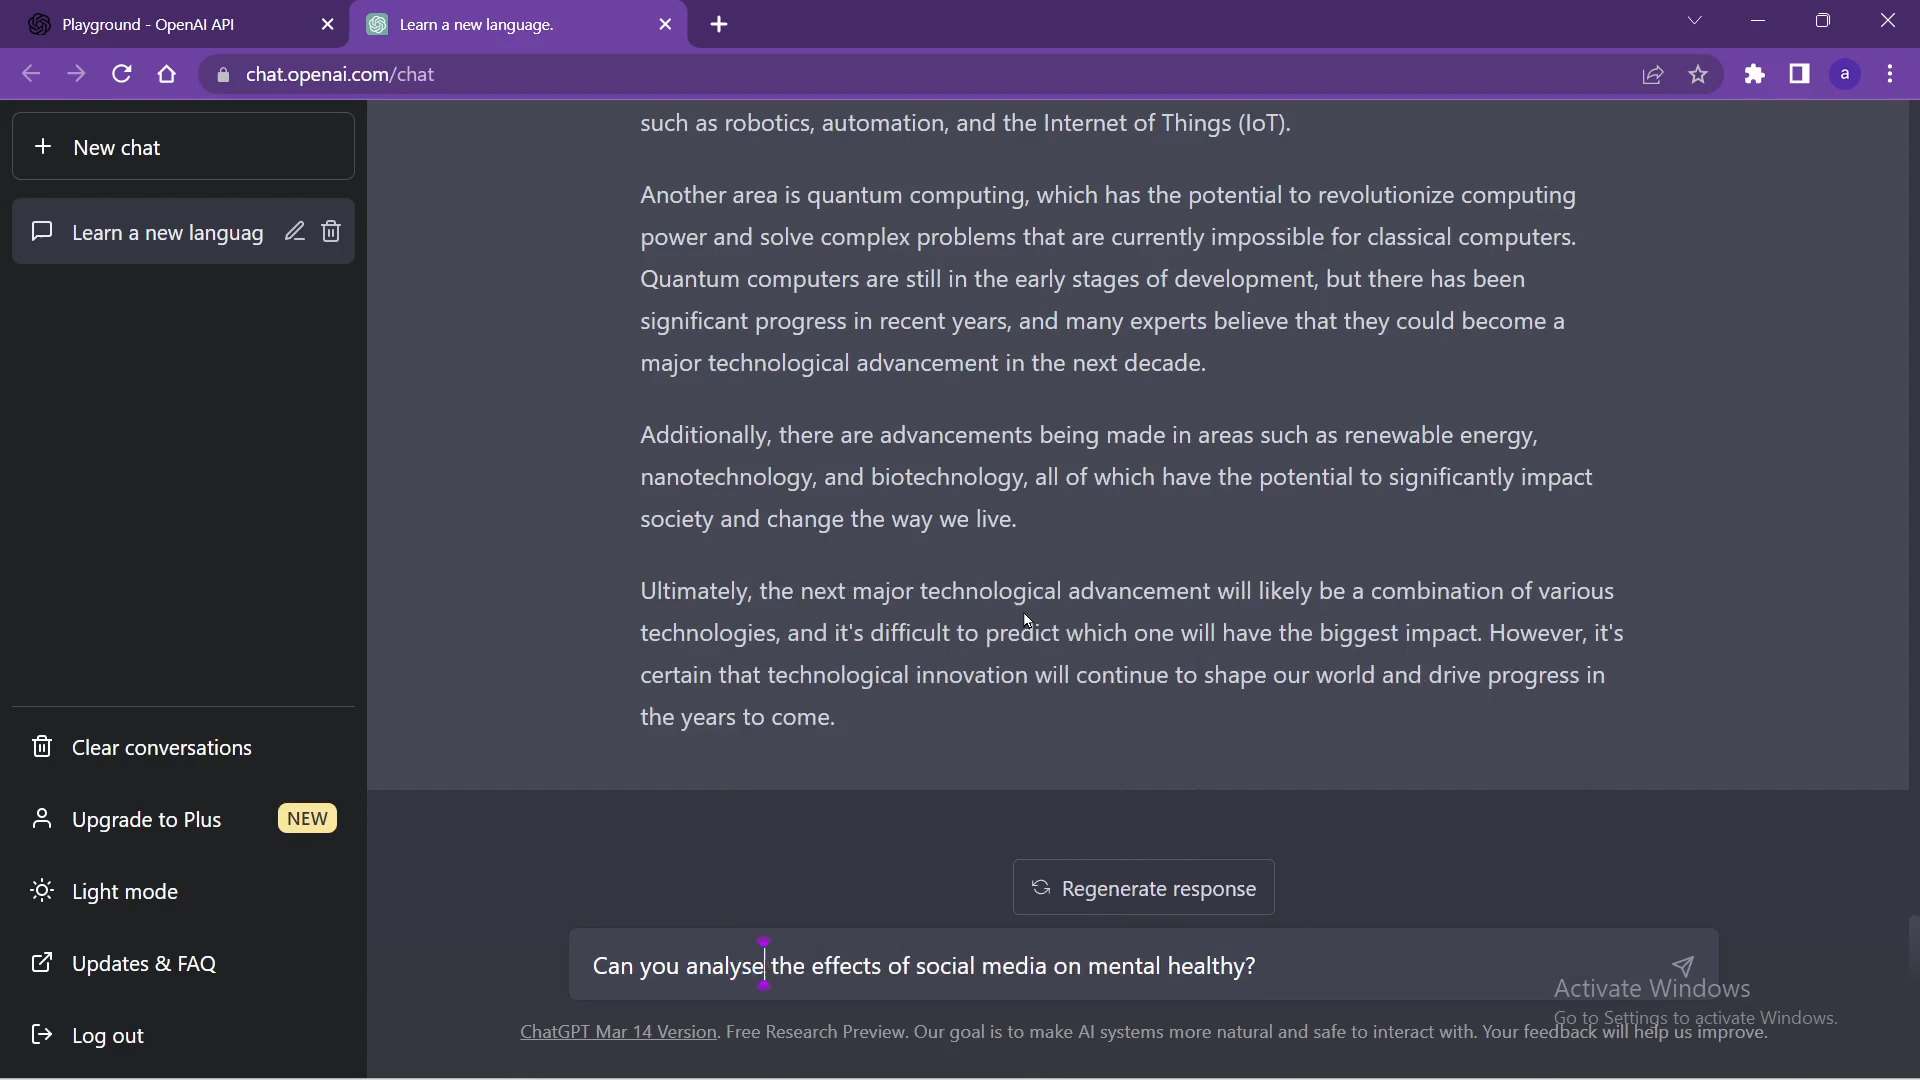 Playground - OpenAI API
Learn a new language.
chat.openai.com/chat
a
New chat
Learn a new languag
such as robotics, automation, and the Internet of Things (IoT).
Another area is quantum computing, which has the potential to revolutionize computing
power and solve complex problems that are currently impossible for classical computers.
Quantum computers are still in the early stages of development, but there has been
significant progress in recent years, and many experts believe that they could become a
major technological advancement in the next decade.
Additionally, there are advancements being made in areas such as renewable energy,
nanotechnology, and biotechnology, all of which have the potential to significantly impact
society and change the way we live.
Ultimately, the next major technological advancement will likely be a combination of various
technologies, and it's difficult to predict which one will have the biggest impact. However, it's
certain that technological innovation will continue to shape our world and drive progress in
the years to come.
Clear conversations
Upgrade to Plus NEW
Light mode
Updates & FAQ
Log out
Regenerate response
Can you analyse the effects of social media on mental healthy?
Activate Windows
Go to Settings to activate Windows.
ChatGPT Mar 14 Version. Free Research Preview. Our goal is to make AI systems more natural and safe to interact with. Your feedback will help us improve.